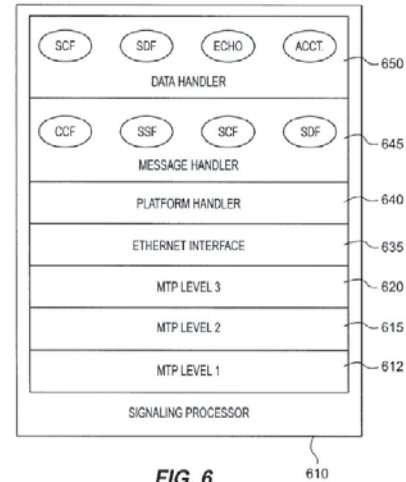 SCF SDF ECHO ACCT.
DATA HANDLER 650
CCF SSF SCF SDF 645
MESSAGE HANDLER
PLATFORM HANDLER 640
ETHERNET INTERFACE 635
MTP LEVEL 3 620
MTP LEVEL 2 615
MTP LEVEL 1 612
SIGNALING PROCESSOR
FIG. 6 610